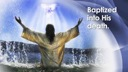 Baptized
into His
death.